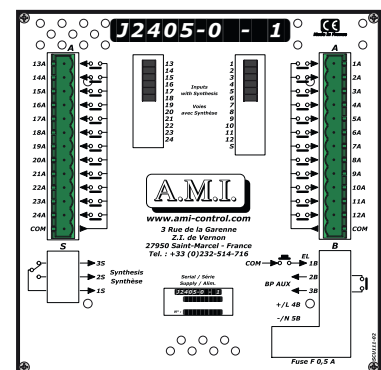 J2405-0 - 1
CE
A
A
13A
14A
15A
16A
17A
18A
19A
20A
21A
22A
23A
24A
COM
13
14
15
16
17
18
19
20
21
22
23
24
Inputs
with Synthesis
Voies
avec Synthèse
1
2
3
4
5
6
7
8
9
10
11
12
S
1A
2A
3A
4A
5A
6A
7A
8A
9A
10A
11A
12A
COM
A.M.I.
www.ami-control.com
3 Rue de la Garenne
Z.I. de Vernon
27950 Saint-Marcel - France
Tel. : +33 (0)232-514-716
S
3S
2S
1S
Synthesis
Synthèse
Serial / Série
Supply / Alim.
J2405-0 - 1
N° :
B
COM
EL
1B
2B
BP AUX
3B
+/L 4B
-/N 5B
Fuse F 0,5 A
SCU111-02